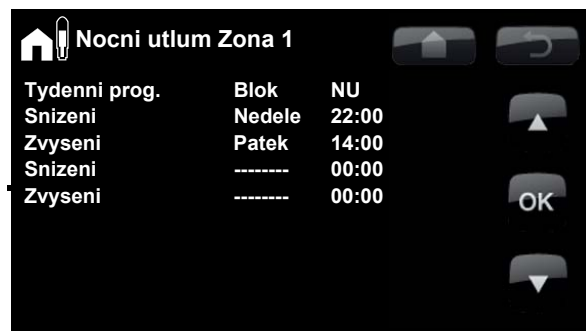 Nocni utlum Zona 1
Tydenni prog. Blok NU
Snizeni Nedele 22:00
Zvyseni Patek 14:00
Snizeni -------- 00:00
Zvyseni -------- 00:00
OK